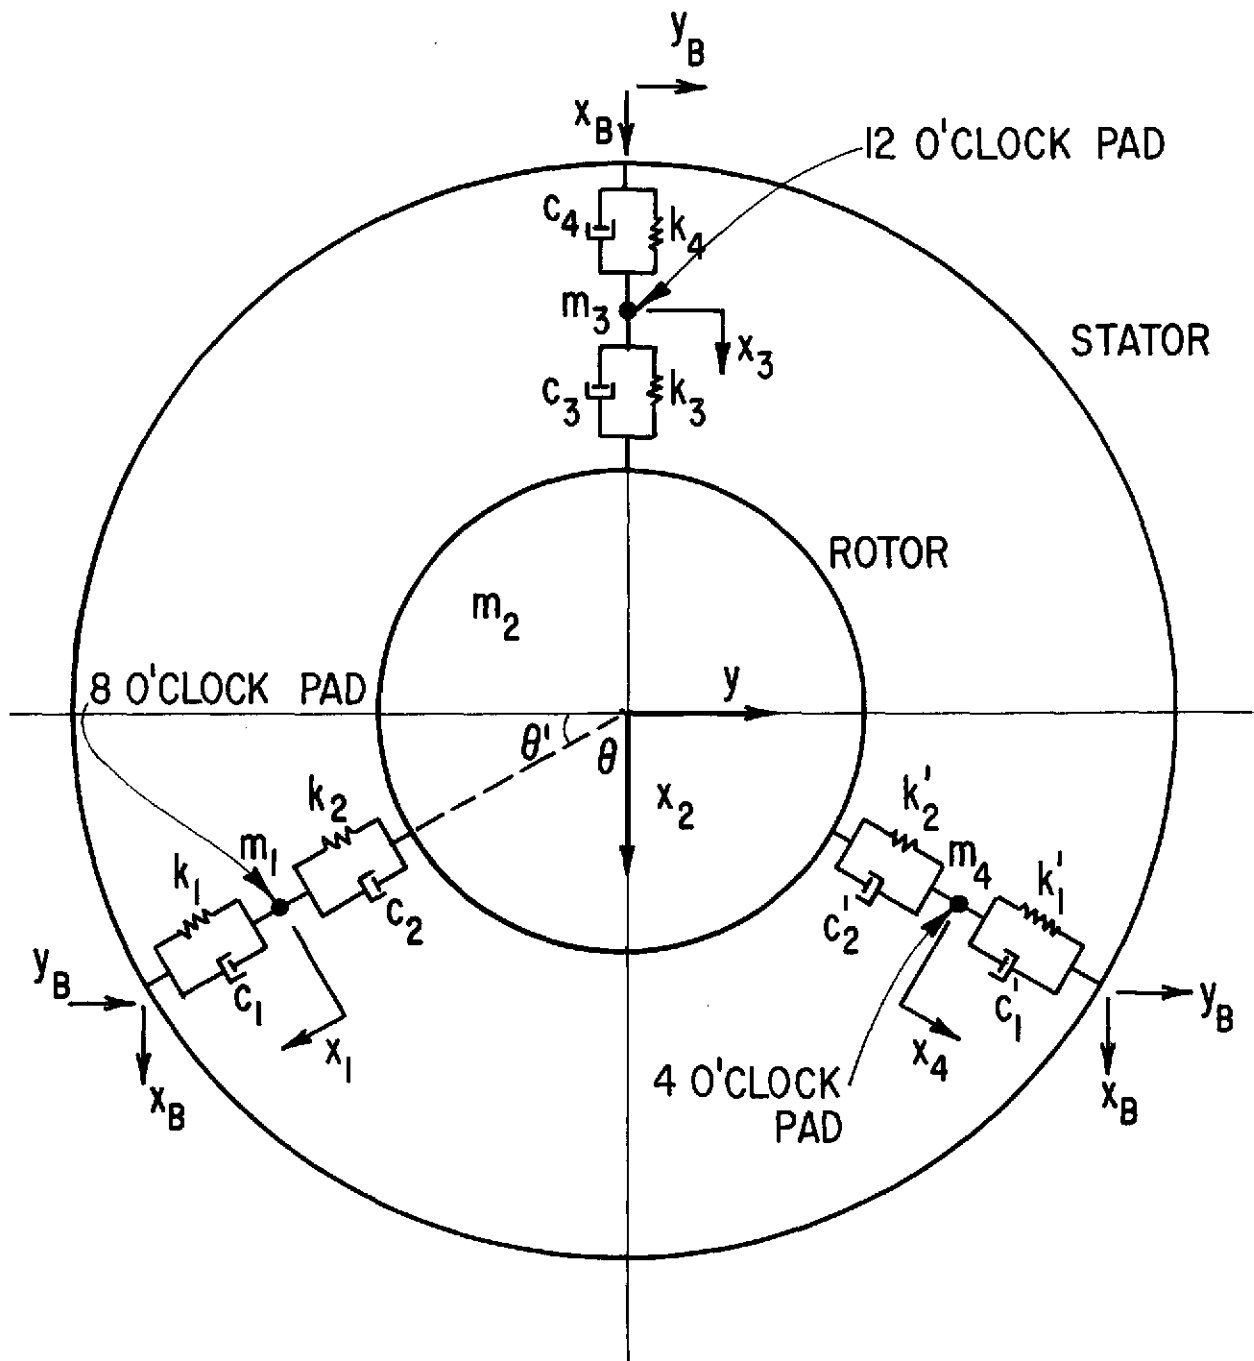 y_B
x_B
12 O'CLOCK PAD
c_4
k_4
m_3
x_3
STATOR
c_3
k_3
ROTOR
m_2
8 O'CLOCK PAD
y
θ'
θ
x_2
k_2
k'_2
m_1
m_4
k_1
k'_1
c_2
c'_2
y_B
c_1
c'_1
y_B
x_1
x_4
x_B
x_B
4 O'CLOCK
PAD